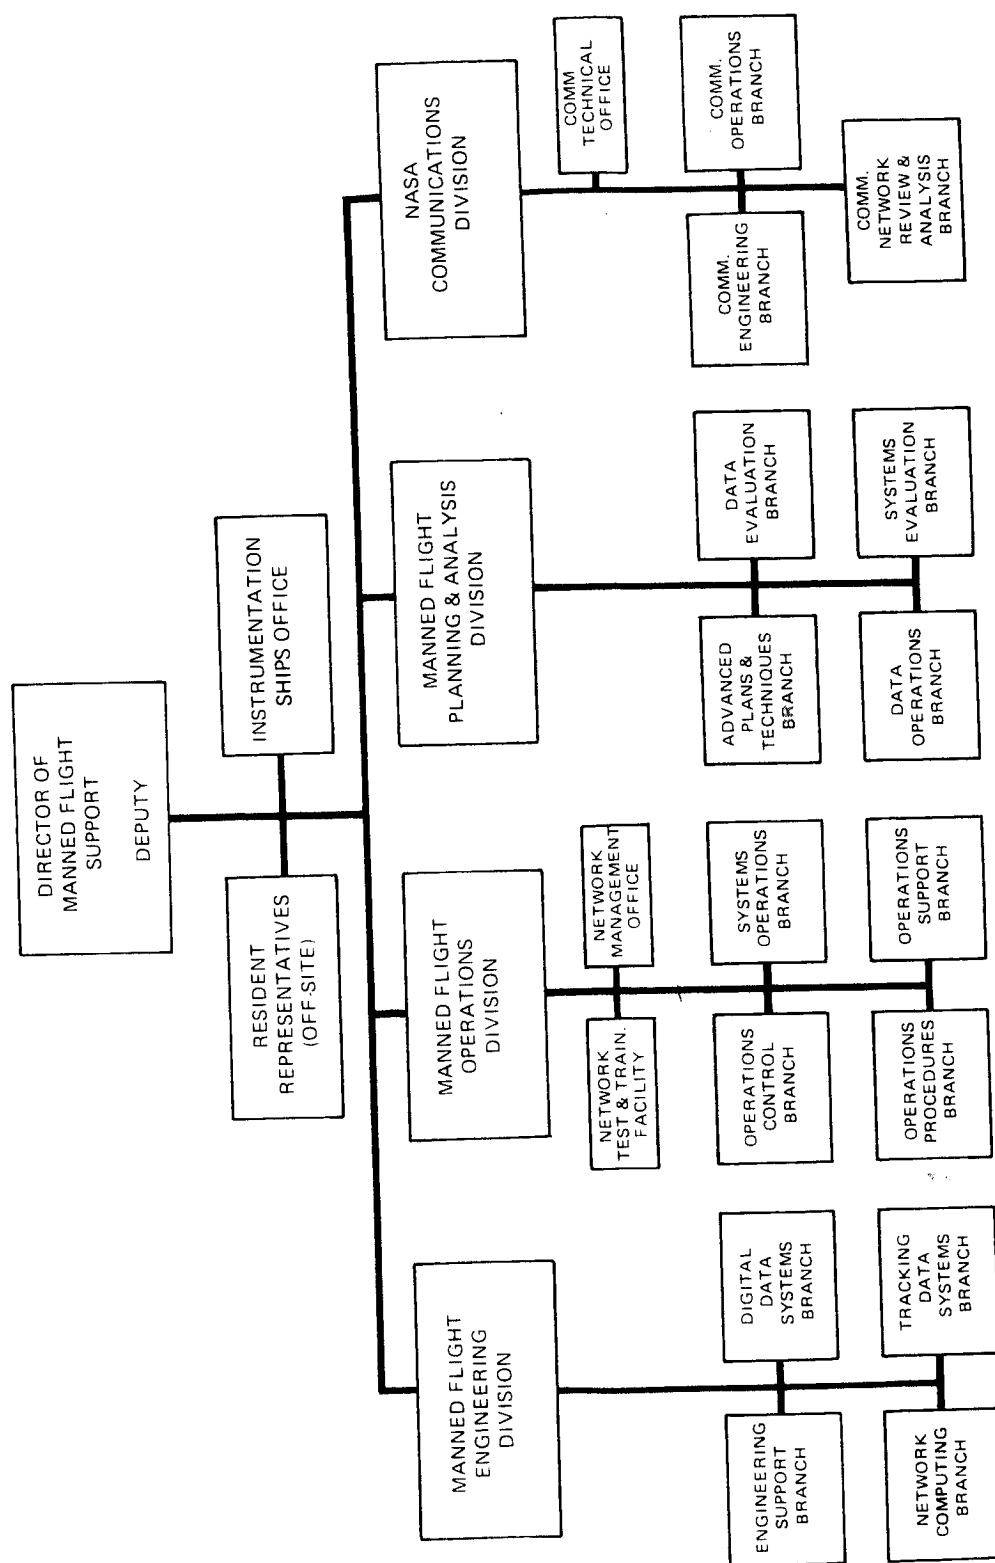 DIRECTOR OF
MANNED FLIGHT
SUPPORT
DEPUTY
RESIDENT
REPRESENTATIVES
(OFF-SITE)
INSTRUMENTATION
SHIPS OFFICE
MANNED FLIGHT
ENGINEERING
DIVISION
MANNED FLIGHT
OPERATIONS
DIVISION
MANNED FLIGHT
PLANNING & ANALYSIS
DIVISION
NASA
COMMUNICATIONS
DIVISION
ENGINEERING
SUPPORT
BRANCH
DIGITAL
DATA
SYSTEMS
BRANCH
NETWORK
COMPUTING
BRANCH
TRACKING
DATA
SYSTEMS
BRANCH
NETWORK
TEST & TRAIN.
FACILITY
NETWORK
MANAGEMENT
OFFICE
OPERATIONS
CONTROL
BRANCH
SYSTEMS
OPERATIONS
BRANCH
OPERATIONS
PROCEDURES
BRANCH
OPERATIONS
SUPPORT
BRANCH
ADVANCED
PLANS &
TECHNIQUES
BRANCH
DATA
EVALUATION
BRANCH
DATA
OPERATIONS
BRANCH
SYSTEMS
EVALUATION
BRANCH
COMM
TECHNICAL
OFFICE
COMM.
ENGINEERING
BRANCH
COMM.
OPERATIONS
BRANCH
COMM.
NETWORK
REVIEW &
ANALYSIS
BRANCH